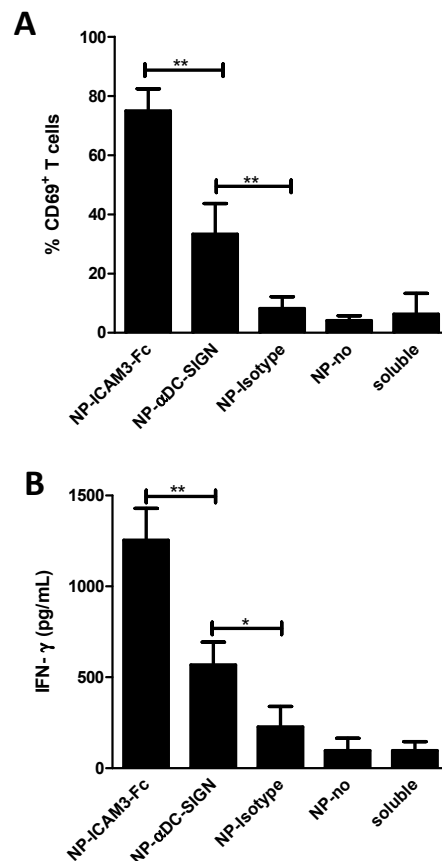 A
% CD69+ T cells
100
80
60
40
20
0
**
**
NP-ICAM3-Fc
NP-αDC-SIGN
NP-Isotype
NP-no
soluble
B
IFN- γ (pg/mL)
1500
1000
500
0
**
*
NP-ICAM3-Fc
NP-αDC-SIGN
NP-Isotype
NP-no
soluble